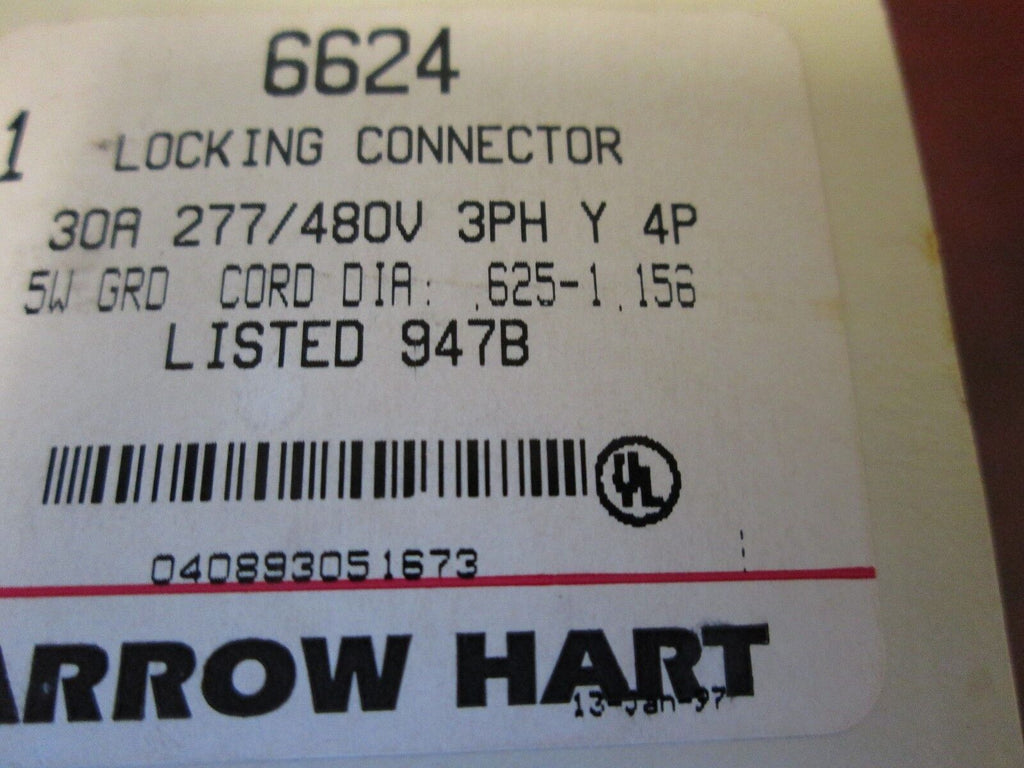 6624
1 LOCKING CONNECTOR
30A 277/480V 3PH Y 4P
5W GRD CORD DIA: .625-1.156
LISTED 947B
UL
040893051673
ARROW HART
13-Jan-97